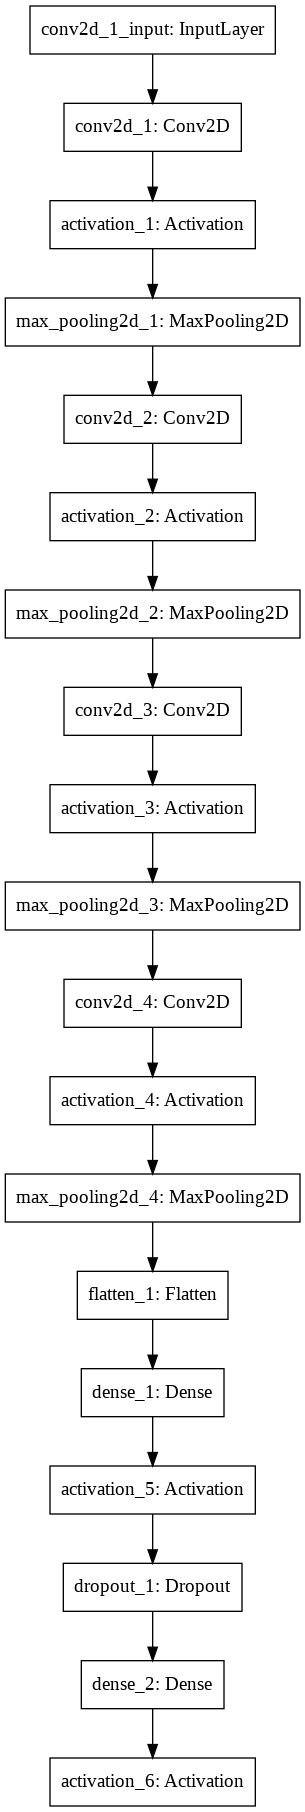 conv2d_1_input: InputLayer
conv2d_1: Conv2D
activation_1: Activation
max_pooling2d_1: MaxPooling2D
conv2d_2: Conv2D
activation_2: Activation
max_pooling2d_2: MaxPooling2D
conv2d_3: Conv2D
activation_3: Activation
max_pooling2d_3: MaxPooling2D
conv2d_4: Conv2D
activation_4: Activation
max_pooling2d_4: MaxPooling2D
flatten_1: Flatten
dense_1: Dense
activation_5: Activation
dropout_1: Dropout
dense_2: Dense
activation_6: Activation